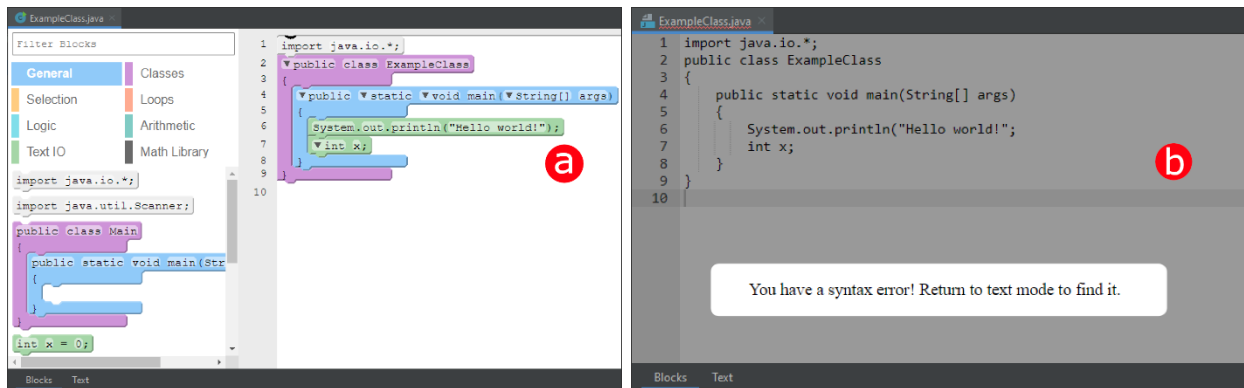 ExampleClass.java
Filter Blocks
General
Classes
Selection
Loops
Logic
Arithmetic
Text IO
Math Library
import java.io.*;
import java.util.Scanner;
public class Main
{
public static void main(Str
{
}
}
int x = 0;
1 import java.io.*;
2 public class ExampleClass
3 {
4 public static void main(String[] args)
5 {
6 System.out.println("Hello world!");
7 int x;
8 }
9 }
10
a
Blocks Text
ExampleClass.java
1 import java.io.*;
2 public class ExampleClass
3 {
4 public static void main(String[] args)
5 {
6 System.out.println("Hello world!";
7 int x;
8 }
9 }
10
b
You have a syntax error! Return to text mode to find it.
Blocks Text